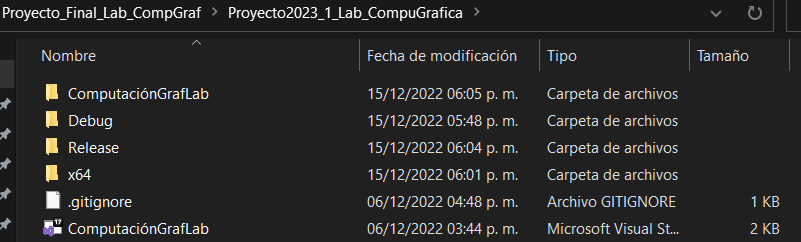 Proyecto_Final_Lab_CompGraf > Proyecto2023_1_Lab_CompuGrafica >
Nombre Fecha de modificación Tipo Tamaño
ComputaciónGrafLab 15/12/2022 06:05 p. m. Carpeta de archivos
Debug 15/12/2022 05:48 p. m. Carpeta de archivos
Release 15/12/2022 06:04 p. m. Carpeta de archivos
x64 15/12/2022 06:01 p. m. Carpeta de archivos
.gitignore 06/12/2022 04:48 p. m. Archivo GITIGNORE 1 KB
17 ComputaciónGrafLab 06/12/2022 03:44 p. m. Microsoft Visual St... 2 KB